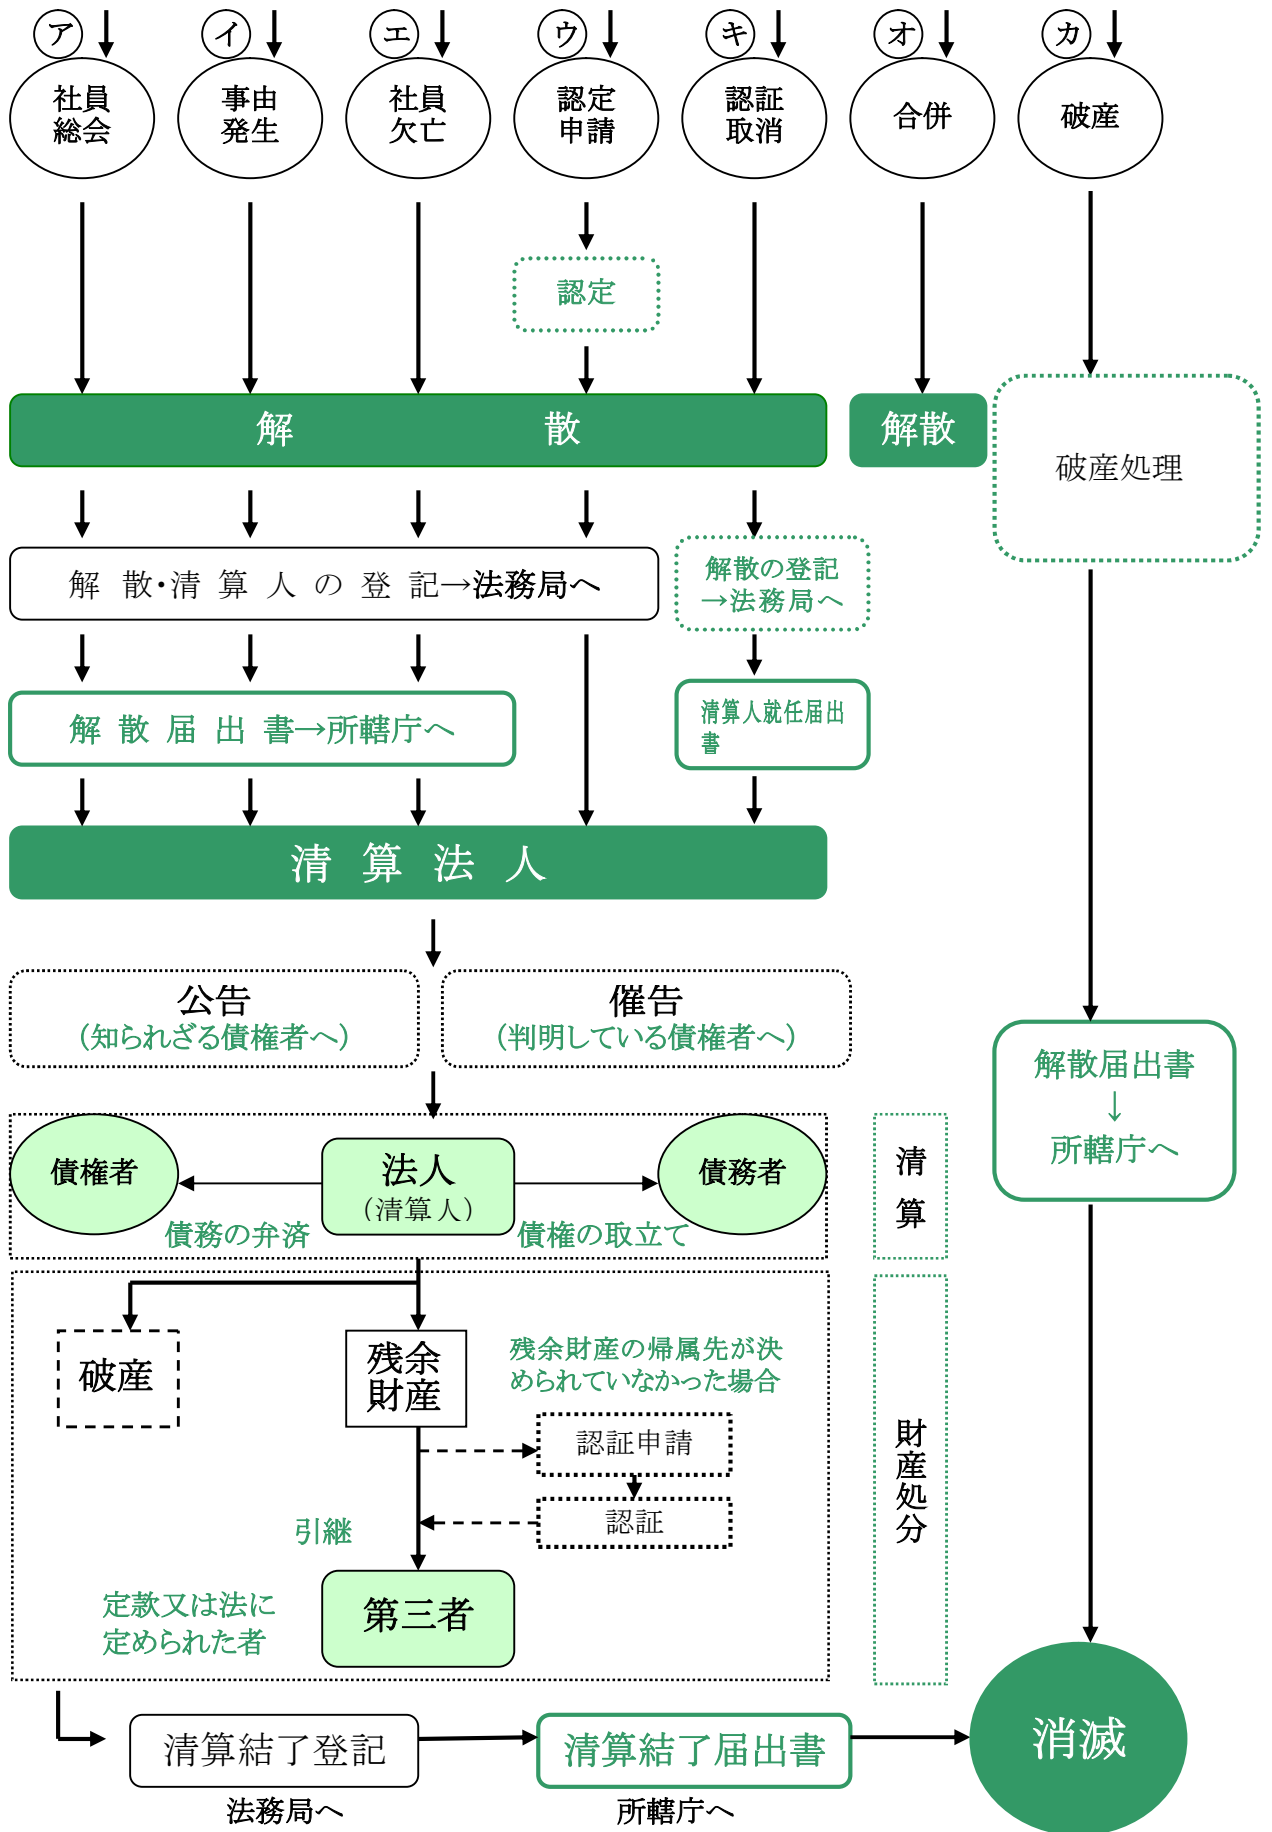 ア
イ
エ
ウ
キ
オ
カ
社員
総会
事由
発生
社員
欠亡
認定
申請
認証
取消
合併
破産
認定
解　　　　　　　散
解散
破産処理
解　散・清　算　人　の　登　記→法務局へ
解散の登記
→法務局へ
解　散　届　出　書→所轄庁へ
清算人就任届出
書
清　算　法　人
公告
（知られざる債権者へ）
催告
（判明している債権者へ）
解散届出書
↓
所轄庁へ
債権者
法人
（清算人）
債務者
債務の弁済
債権の取立て
清
算
破産
残余
財産
残余財産の帰属先が決
められていなかった場合
認証申請
認証
引継
第三者
定款又は法に
定められた者
財
産
処
分
清算結了登記
法務局へ
清算結了届出書
所轄庁へ
消滅